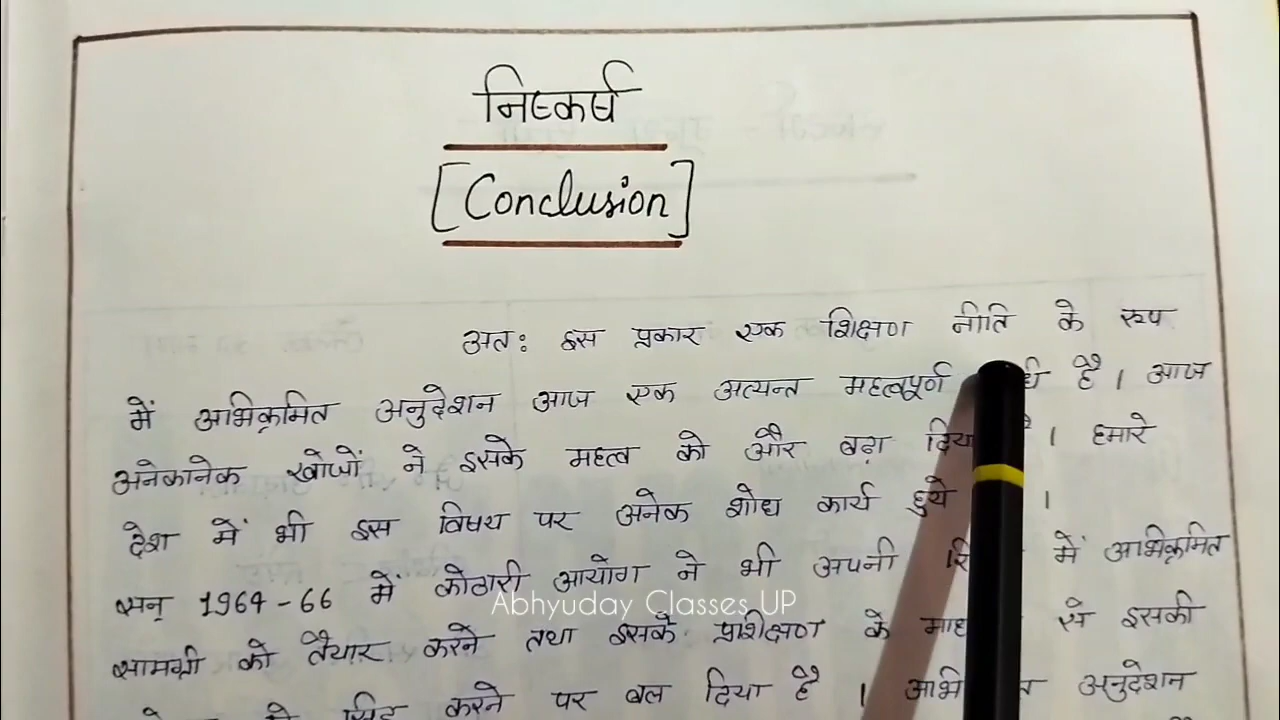 निष्कर्ष
[Conclusion]
अतः इस प्रकार एक शिक्षण नीति के रूप
में अभिक्रमित अनुदेशन आज एक अत्यन्त महत्वपूर्ण है । आज
अनेकानेक खोजों ने इसके महत्व को और बढ़ा । हमारे
देश में भी इस विषय पर अनेक शोध कार्य हुये ।
सन् 1964-66 में कोठारी आयोग ने भी अपनी में अभिक्रमित
Abhyuday Classes UP
सामग्री को तैयार करने तथा इसके प्रशिक्षण के से इसकी
करने पर बल दिया है । अनुदेशन